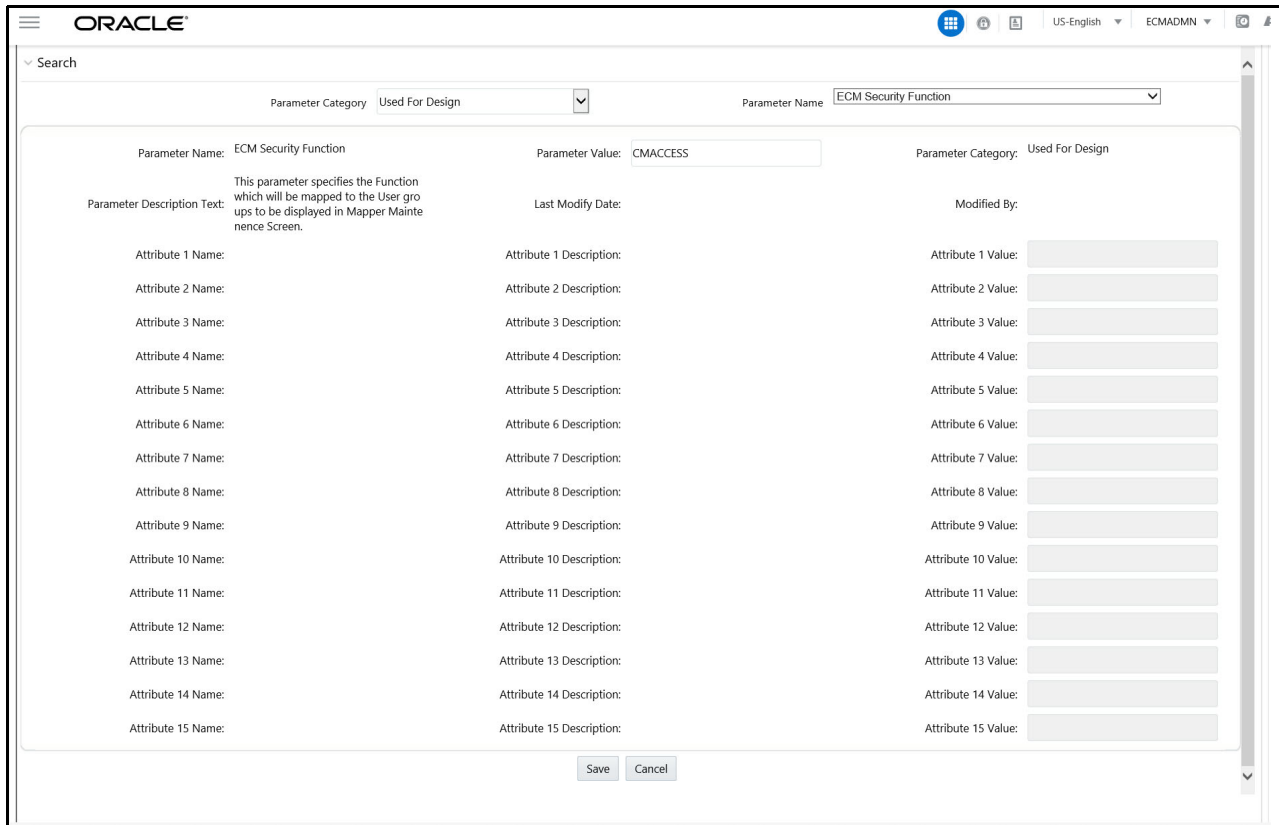 ORACLE
US-English ECMADMN
Search
Parameter Category Used For Design Parameter Name ECM Security Function
Parameter Name: ECM Security Function Parameter Value: CMACCESS Parameter Category: Used For Design
Parameter Description Text: This parameter specifies the Function
which will be mapped to the User gro
ups to be displayed in Mapper Mainte
nence Screen.
Last Modify Date: Modified By:
Attribute 1 Name: Attribute 1 Description: Attribute 1 Value:
Attribute 2 Name: Attribute 2 Description: Attribute 2 Value:
Attribute 3 Name: Attribute 3 Description: Attribute 3 Value:
Attribute 4 Name: Attribute 4 Description: Attribute 4 Value:
Attribute 5 Name: Attribute 5 Description: Attribute 5 Value:
Attribute 6 Name: Attribute 6 Description: Attribute 6 Value:
Attribute 7 Name: Attribute 7 Description: Attribute 7 Value:
Attribute 8 Name: Attribute 8 Description: Attribute 8 Value:
Attribute 9 Name: Attribute 9 Description: Attribute 9 Value:
Attribute 10 Name: Attribute 10 Description: Attribute 10 Value:
Attribute 11 Name: Attribute 11 Description: Attribute 11 Value:
Attribute 12 Name: Attribute 12 Description: Attribute 12 Value:
Attribute 13 Name: Attribute 13 Description: Attribute 13 Value:
Attribute 14 Name: Attribute 14 Description: Attribute 14 Value:
Attribute 15 Name: Attribute 15 Description: Attribute 15 Value:
Save Cancel